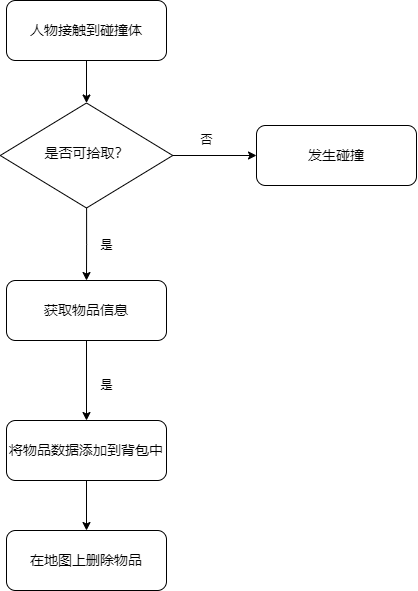 人物接触到碰撞体
是否可拾取?
否
发生碰撞
是
获取物品信息
是
将物品数据添加到背包中
在地图上删除物品